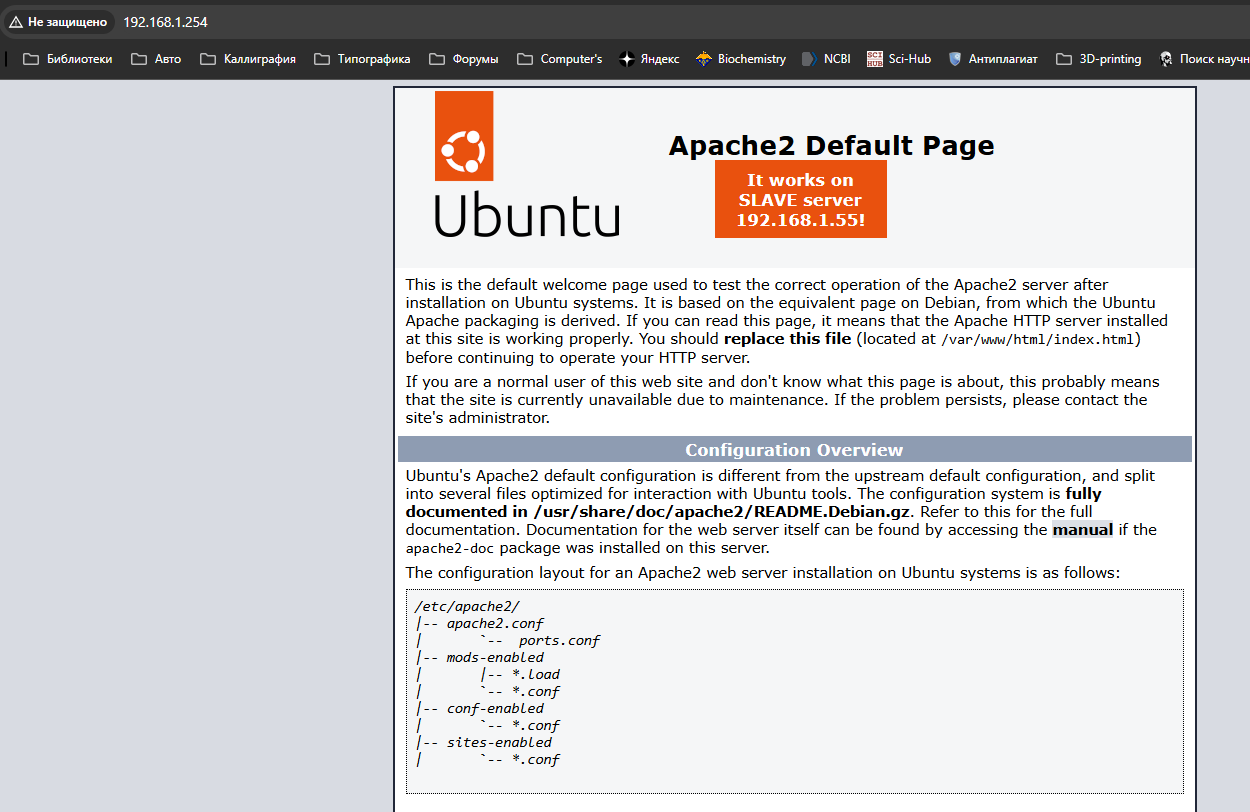 Не защищено 192.168.1.254
Библиотеки Авто Каллиграфия Типографика Форумы Computer's Яндекс Biochemistry NCBI SCI HUB Sci-Hub Антиплагиат 3D-printing Поиск научн
Ubuntu
Apache2 Default Page
It works on
SLAVE server
192.168.1.55!
This is the default welcome page used to test the correct operation of the Apache2 server after
installation on Ubuntu systems. It is based on the equivalent page on Debian, from which the Ubuntu
Apache packaging is derived. If you can read this page, it means that the Apache HTTP server installed
at this site is working properly. You should replace this file (located at /var/www/html/index.html)
before continuing to operate your HTTP server.
If you are a normal user of this web site and don't know what this page is about, this probably means
that the site is currently unavailable due to maintenance. If the problem persists, please contact the
site's administrator.
Configuration Overview
Ubuntu's Apache2 default configuration is different from the upstream default configuration, and split
into several files optimized for interaction with Ubuntu tools. The configuration system is fully
documented in /usr/share/doc/apache2/README.Debian.gz. Refer to this for the full
documentation. Documentation for the web server itself can be found by accessing the manual if the
apache2-doc package was installed on this server.
The configuration layout for an Apache2 web server installation on Ubuntu systems is as follows:
/etc/apache2/
|-- apache2.conf
|       `--  ports.conf
|-- mods-enabled
|       |-- *.load
|       `-- *.conf
|-- conf-enabled
|       `-- *.conf
|-- sites-enabled
|       `-- *.conf